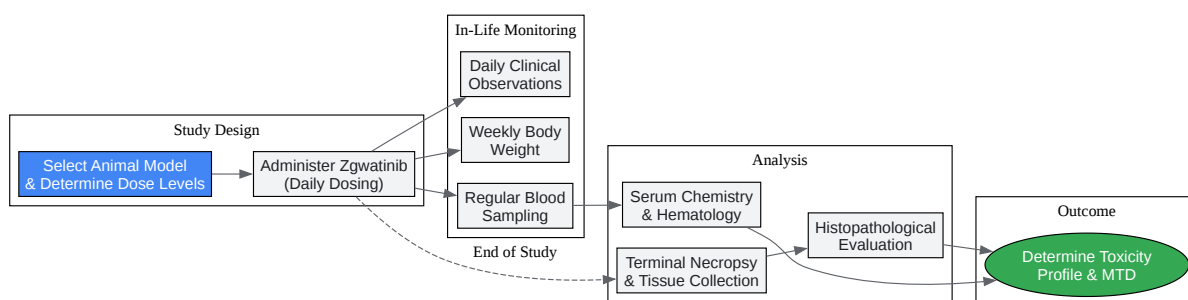 Study Design
Select Animal Model
& Determine Dose Levels
Administer Zgwatinib
(Daily Dosing)
In-Life Monitoring
Daily Clinical
Observations
Weekly Body
Weight
Regular Blood
Sampling
End of Study
Analysis
Serum Chemistry
& Hematology
Terminal Necropsy
& Tissue Collection
Histopathological
Evaluation
Outcome
Determine Toxicity
Profile & MTD